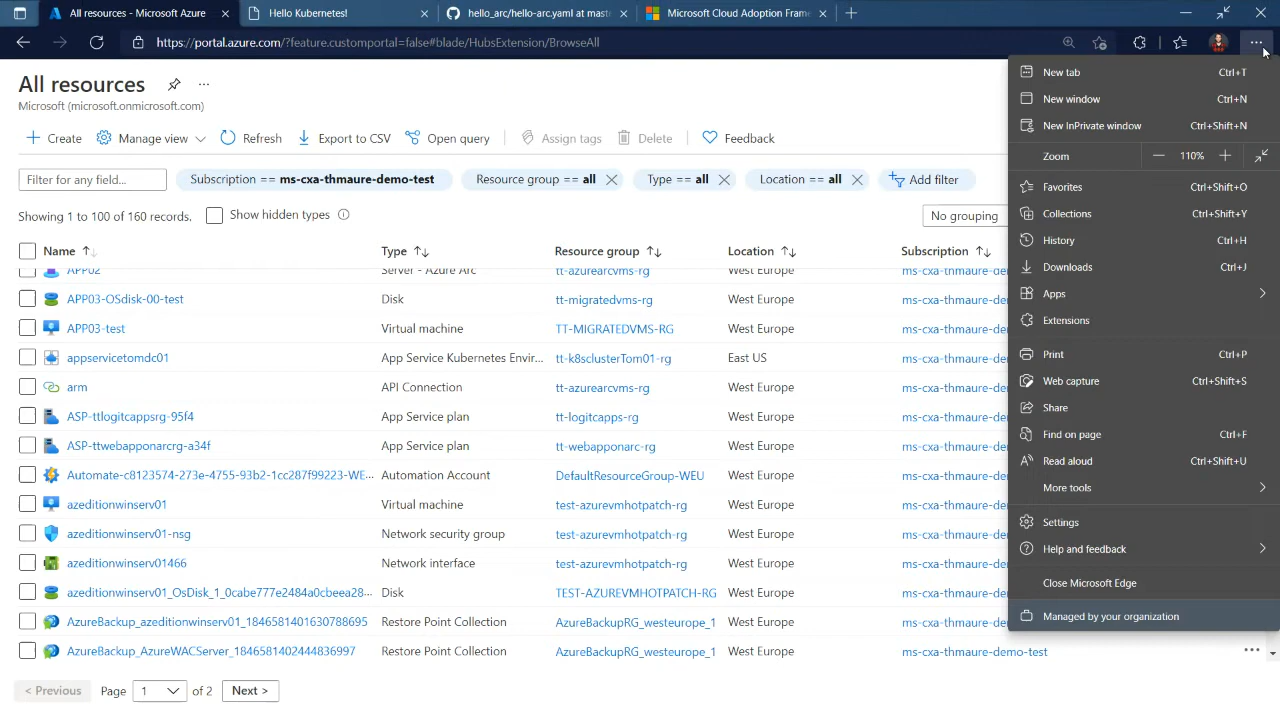 All resources - Microsoft Azure
Hello Kubernetes!
hello_arc/hello-arc.yaml at mast
Microsoft Cloud Adoption Frame
https://portal.azure.com/?feature.customportal=false#blade/HubsExtension/BrowseAll
All resources
Microsoft (microsoft.onmicrosoft.com)
Create Manage view Refresh Export to CSV Open query Assign tags Delete Feedback
Filter for any field... Subscription == ms-cxa-thmaure-demo-test Resource group == all Type == all Location == all Add filter
Showing 1 to 100 of 160 records. Show hidden types No grouping
Name Type Resource group Location Subscription
APP02 Server - Azure Arc tt-azurearcvms-rg West Europe ms-cxa-thmaure-de
APP03-OSdisk-00-test Disk tt-migratedvms-rg West Europe ms-cxa-thmaure-de
APP03-test Virtual machine TT-MIGRATEDVMS-RG West Europe ms-cxa-thmaure-de
appservicetomdc01 App Service Kubernetes Envir... tt-k8sclusterTom01-rg East US ms-cxa-thmaure-de
arm API Connection tt-azurearcvms-rg West Europe ms-cxa-thmaure-de
ASP-ttlogitcappsrg-95f4 App Service plan tt-logitcapps-rg West Europe ms-cxa-thmaure-de
ASP-ttwebapponarcrg-a34f App Service plan tt-webapponarc-rg West Europe ms-cxa-thmaure-de
Automate-c8123574-273e-4755-93b2-1cc287f99223-WE... Automation Account DefaultResourceGroup-WEU West Europe ms-cxa-thmaure-de
azeditionwinserv01 Virtual machine test-azurevmhotpatch-rg West Europe ms-cxa-thmaure-de
azeditionwinserv01-nsg Network security group test-azurevmhotpatch-rg West Europe ms-cxa-thmaure-de
azeditionwinserv01466 Network interface test-azurevmhotpatch-rg West Europe ms-cxa-thmaure-de
azeditionwinserv01_OsDisk_1_0cabe777e2484a0cbeea28... Disk TEST-AZUREVMHOTPATCH-RG West Europe ms-cxa-thmaure-de
AzureBackup_azeditionwinserv01_1846581401630788695 Restore Point Collection AzureBackupRG_westeurope_1 West Europe ms-cxa-thmaure-de
AzureBackup_AzureWACServer_1846581402444836997 Restore Point Collection AzureBackupRG_westeurope_1 West Europe ms-cxa-thmaure-demo-test
< Previous Page 1 of 2 Next >
New tab Ctrl+T
New window Ctrl+N
New InPrivate window Ctrl+Shift+N
Zoom 110%
Favorites Ctrl+Shift+O
Collections Ctrl+Shift+Y
History Ctrl+H
Downloads Ctrl+J
Apps
Extensions
Print Ctrl+P
Web capture Ctrl+Shift+S
Share
Find on page Ctrl+F
Read aloud Ctrl+Shift+U
More tools
Settings
Help and feedback
Close Microsoft Edge
Managed by your organization